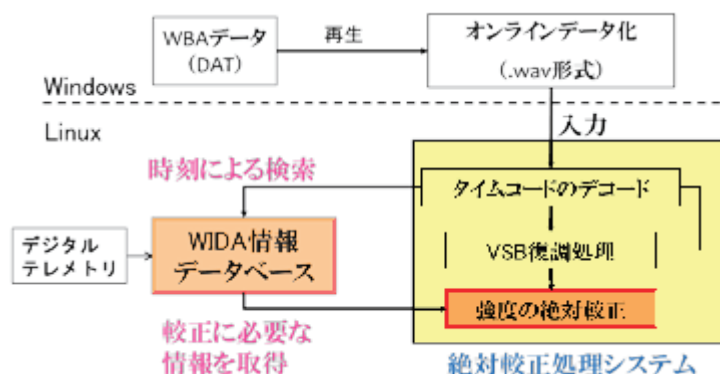 WBAデータ
(DAT)
再生
オンラインデータ化
(.wav形式)
Windows
Linux
入力
時刻による検索
タイムコードのデコード
デジタル
テレメトリ
WIDA情報
データベース
VSB復調処理
強度の絶対較正
較正に必要な
情報を取得
絶対較正処理システム